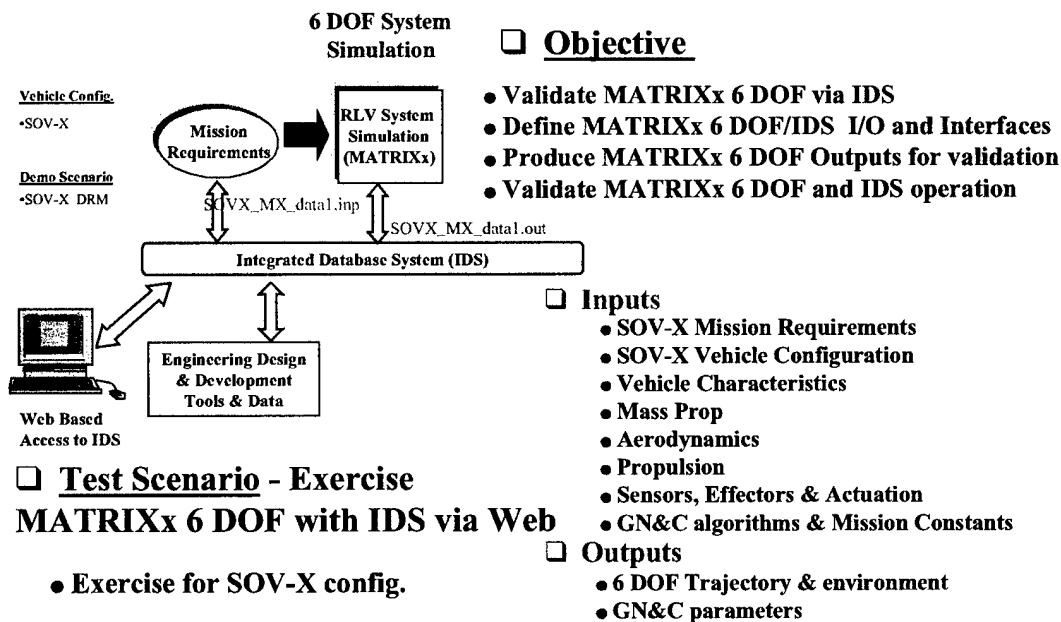 6 DOF System
Simulation
Vehicle Config.
•SOV-X
Demo Scenario
•SOV-X DRM
Mission
Requirements
RLV System
Simulation
(MATRIXx)
SOVX_MX_data1.inp
SOVX_MX_data1.out
Integrated Database System (IDS)
Engineering Design
& Development
Tools & Data
Web Based
Access to IDS
❑ Objective
● Validate MATRIXx 6 DOF via IDS
● Define MATRIXx 6 DOF/IDS I/O and Interfaces
● Produce MATRIXx 6 DOF Outputs for validation
● Validate MATRIXx 6 DOF and IDS operation
❑ Inputs
● SOV-X Mission Requirements
● SOV-X Vehicle Configuration
● Vehicle Characteristics
● Mass Prop
● Aerodynamics
● Propulsion
● Sensors, Effectors & Actuation
● GN&C algorithms & Mission Constants
❑ Outputs
● 6 DOF Trajectory & environment
● GN&C parameters
❑ Test Scenario - Exercise
MATRIXx 6 DOF with IDS via Web
● Exercise for SOV-X config.